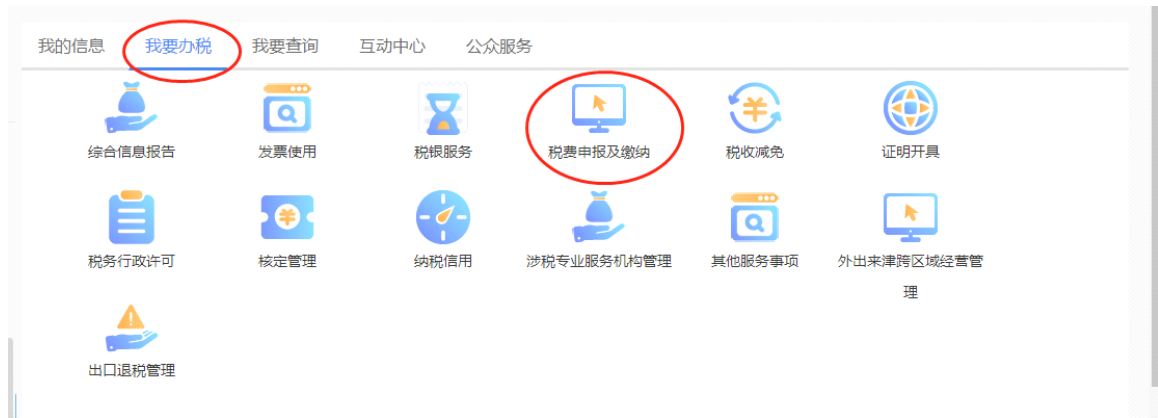 我的信息 我要办税 我要查询 互动中心 公众服务
综合信息报告 发票使用 税银服务 税费申报及缴纳 税收减免 证明开具
税务行政许可 核定管理 纳税信用 涉税专业服务机构管理 其他服务事项 外出来津跨区域经营管
理
出口退税管理